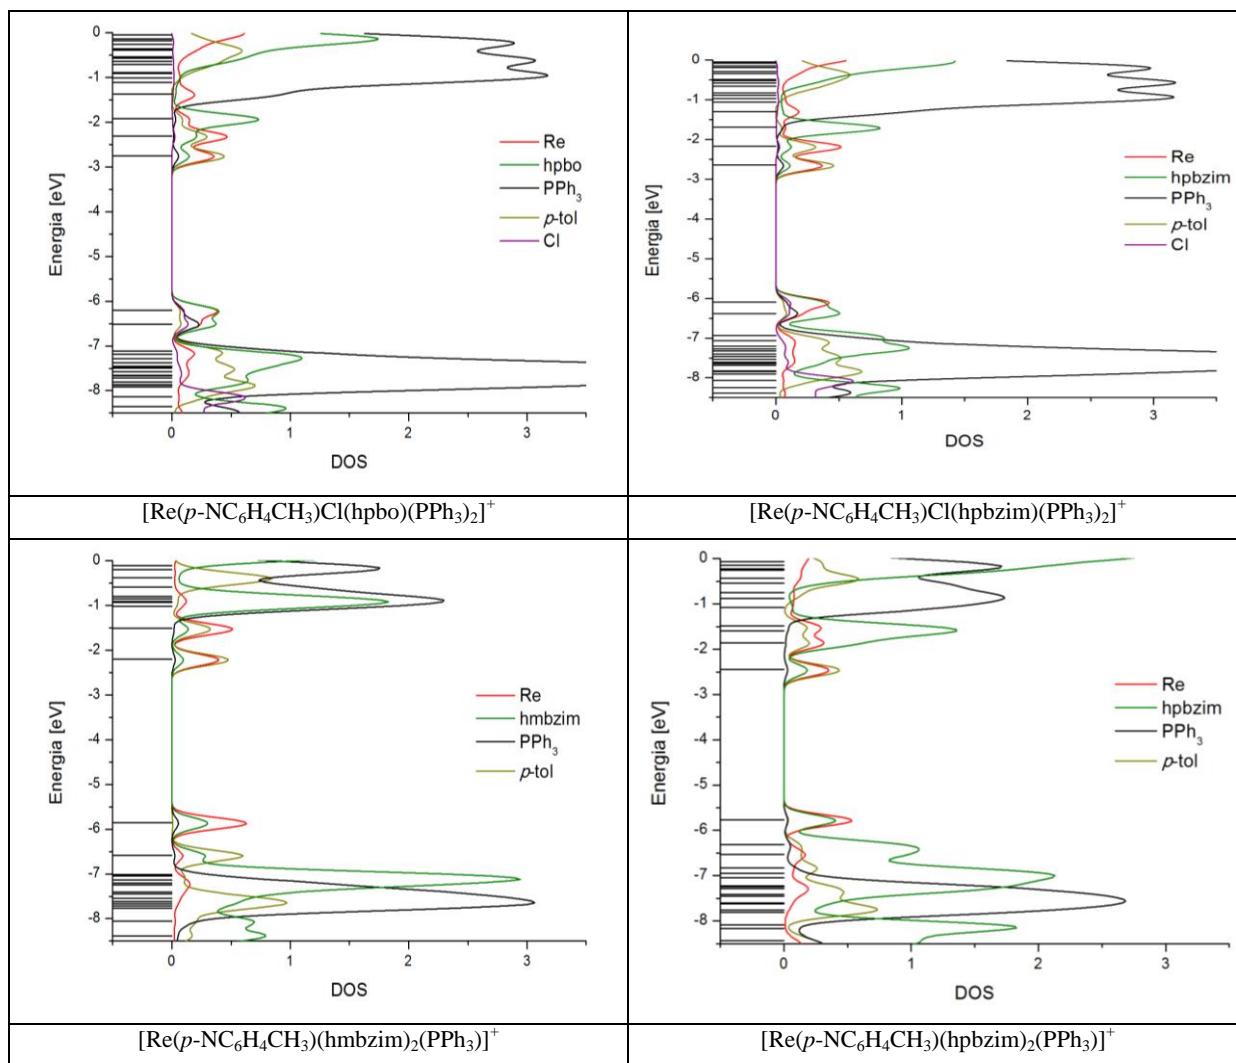 0
-1
-2
-3
-4
-5
-6
-7
-8
Energia [eV]
Re
hpbo
PPh₃
p-tol
Cl
0 1 2 3
DOS
0
-1
-2
-3
-4
-5
-6
-7
-8
Energia [eV]
Re
hpbzim
PPh₃
p-tol
Cl
0 1 2 3
DOS
[Re(p-NC₆H₄CH₃)Cl(hpbo)(PPh₃)₂]⁺
[Re(p-NC₆H₄CH₃)Cl(hpbzim)(PPh₃)₂]⁺
0
-1
-2
-3
-4
-5
-6
-7
-8
Energia [eV]
Re
hmbzim
PPh₃
p-tol
0 1 2 3
DOS
0
-1
-2
-3
-4
-5
-6
-7
-8
Energia [eV]
Re
hpbzim
PPh₃
p-tol
0 1 2 3
DOS
[Re(p-NC₆H₄CH₃)(hmbzim)₂(PPh₃)]⁺
[Re(p-NC₆H₄CH₃)(hpbzim)₂(PPh₃)]⁺